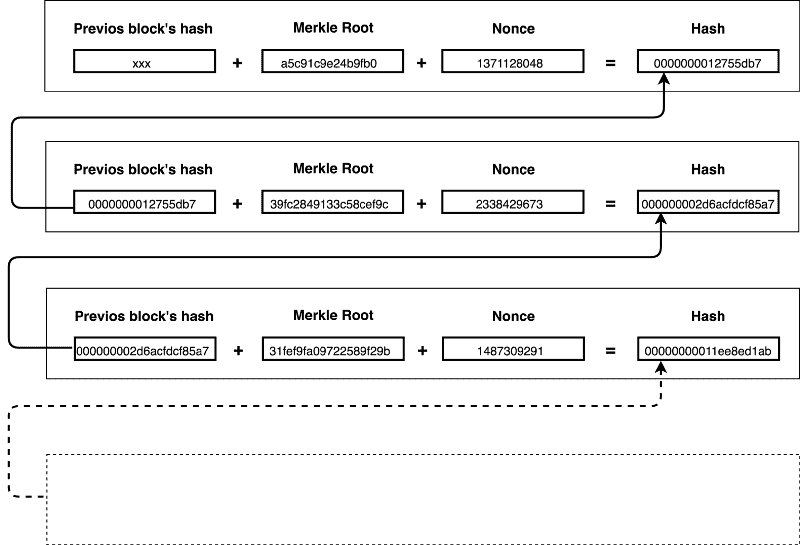 Previos block's hash Merkle Root Nonce Hash
xxx + a5c91c9e24b9fb0 + 1371128048 = 0000000012755db7
Previos block's hash Merkle Root Nonce Hash
0000000012755db7 + 39fc2849133c58cef9c + 2338429673 = 000000002d6acfdcf85a7
Previos block's hash Merkle Root Nonce Hash
000000002d6acfdcf85a7 + 31fef9fa09722589f29b + 1487309291 = 00000000011ee8ed1ab